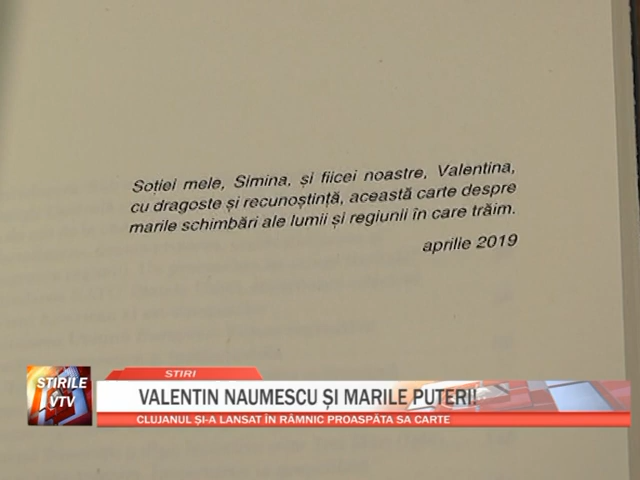 Soției mele, Simina, și fiicei noastre, Valentina,
cu dragoste și recunoștință, această carte despre
marile schimbări ale lumii și regiunii în care trăim.
aprilie 2019
STIRI
STIRILE
VTV
VALENTIN NAUMESCU ȘI MARILE PUTERI!
CLUJANUL ȘI-A LANSAT ÎN RÂMNIC PROASPĂTA SA CARTE